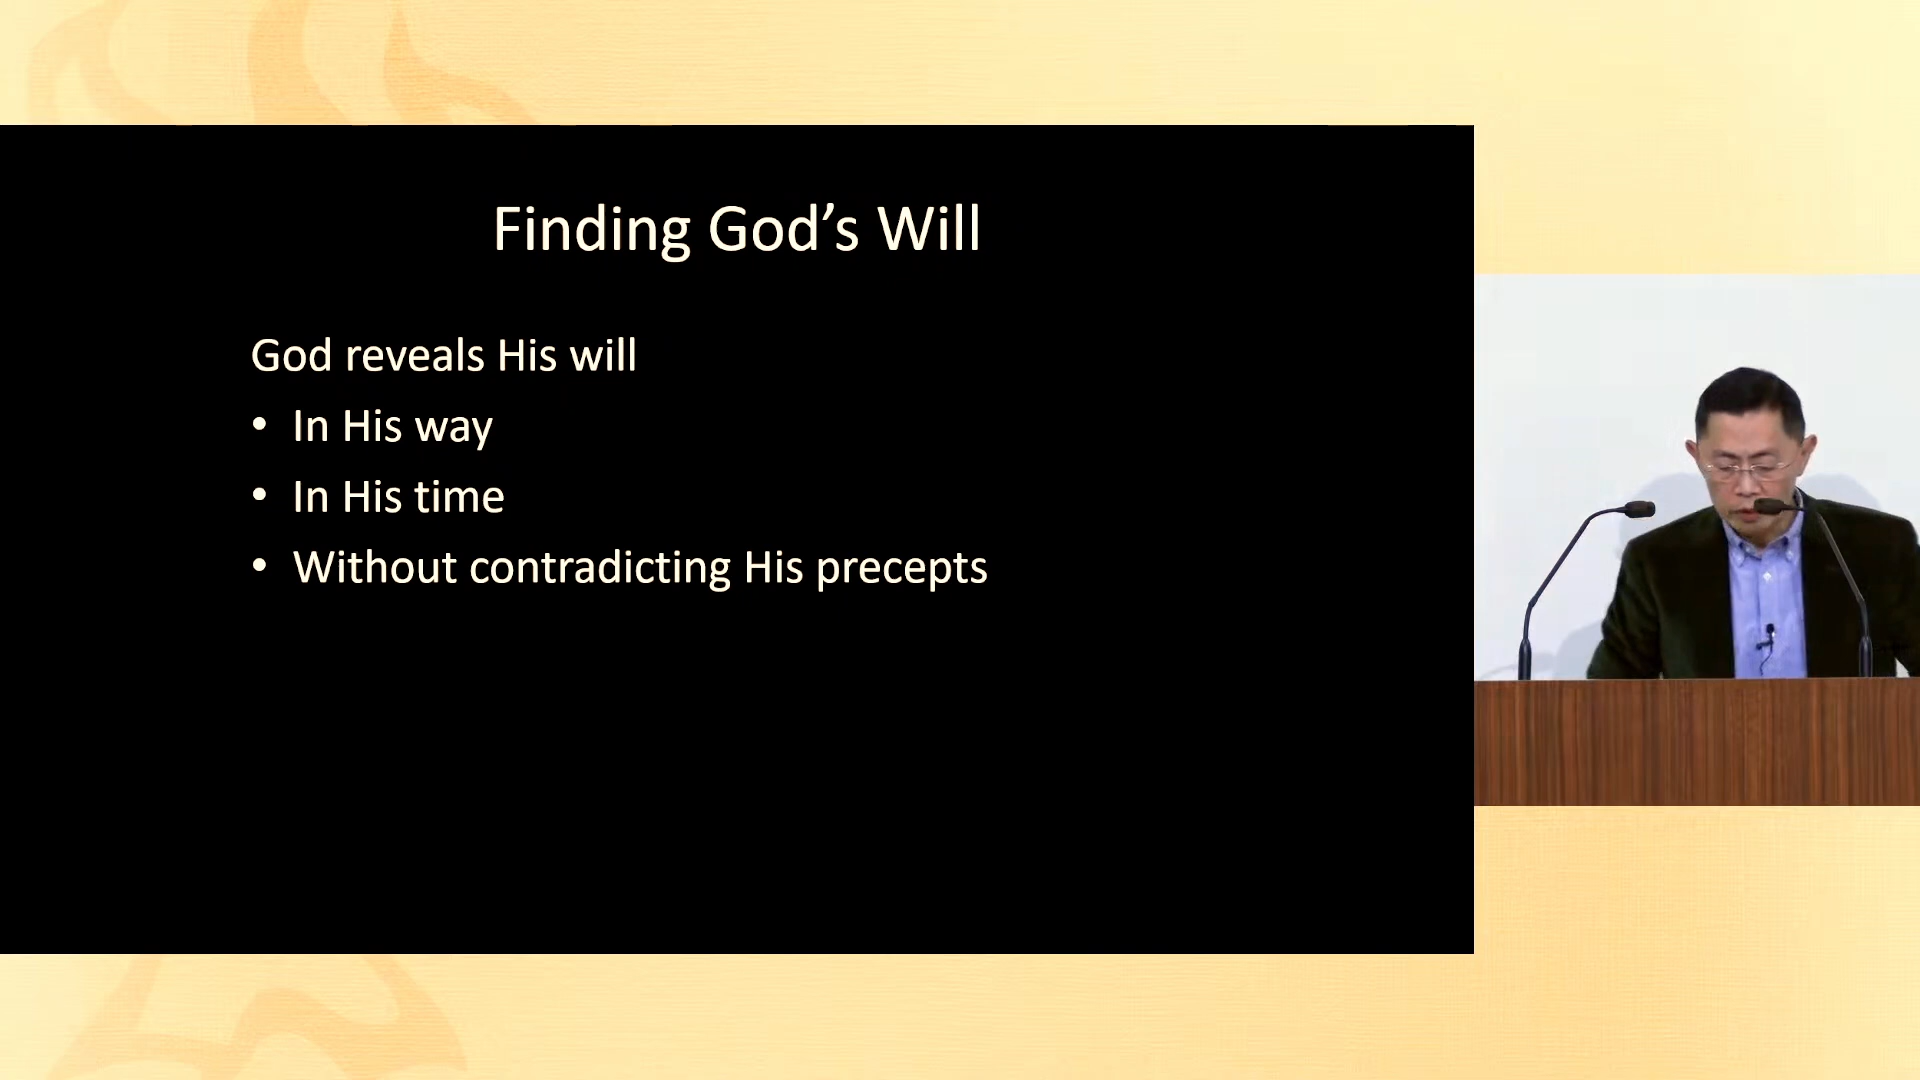 Finding God’s Will
God reveals His will
• In His way
• In His time
• Without contradicting His precepts